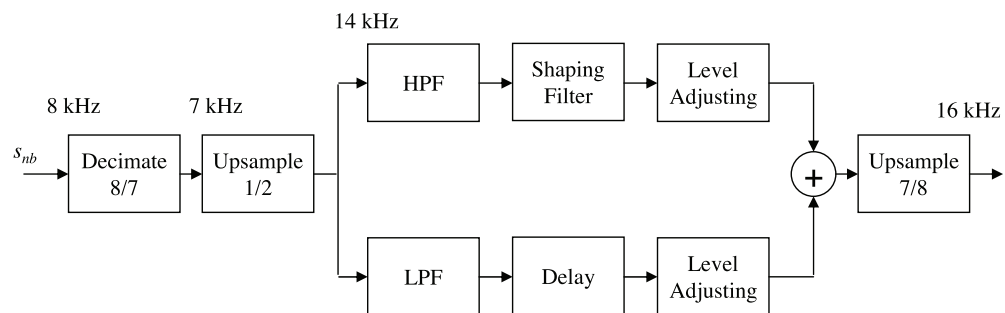 14 kHz
HPF
Shaping
Filter
Level
Adjusting
8 kHz
7 kHz
16 kHz
s_nb
Decimate
8/7
Upsample
1/2
+
Upsample
7/8
LPF
Delay
Level
Adjusting